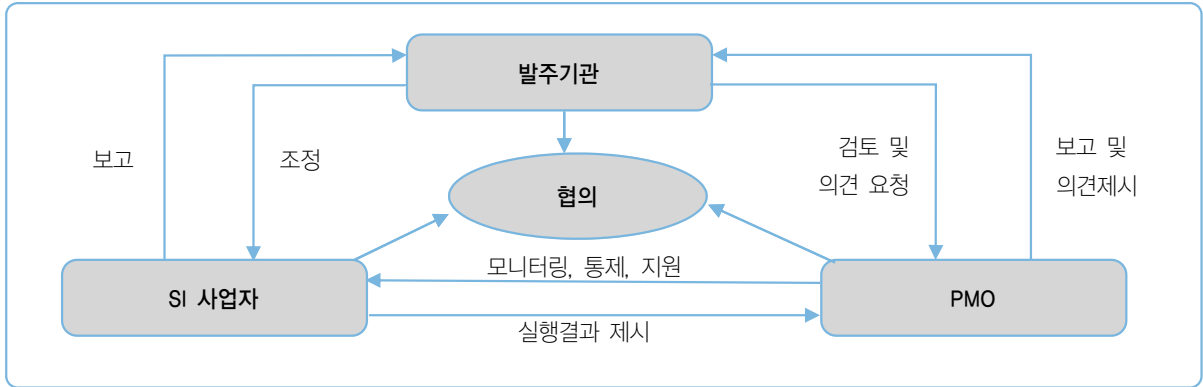 발주기관
보고
조정
검토 및
의견 요청
보고 및
의견제시
협의
모니터링, 통제, 지원
SI 사업자
PMO
실행결과 제시